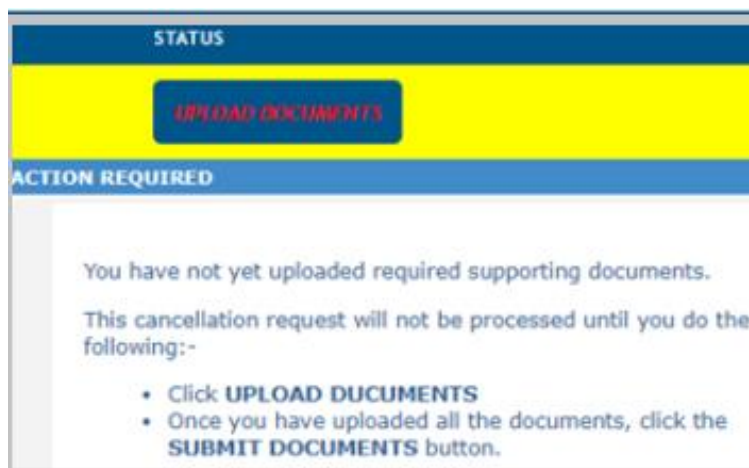 STATUS
UPLOAD DOCUMENTS
ACTION REQUIRED
You have not yet uploaded required supporting documents.
This cancellation request will not be processed until you do the
following:-
• Click UPLOAD DUCUMENTS
• Once you have uploaded all the documents, click the
SUBMIT DOCUMENTS button.